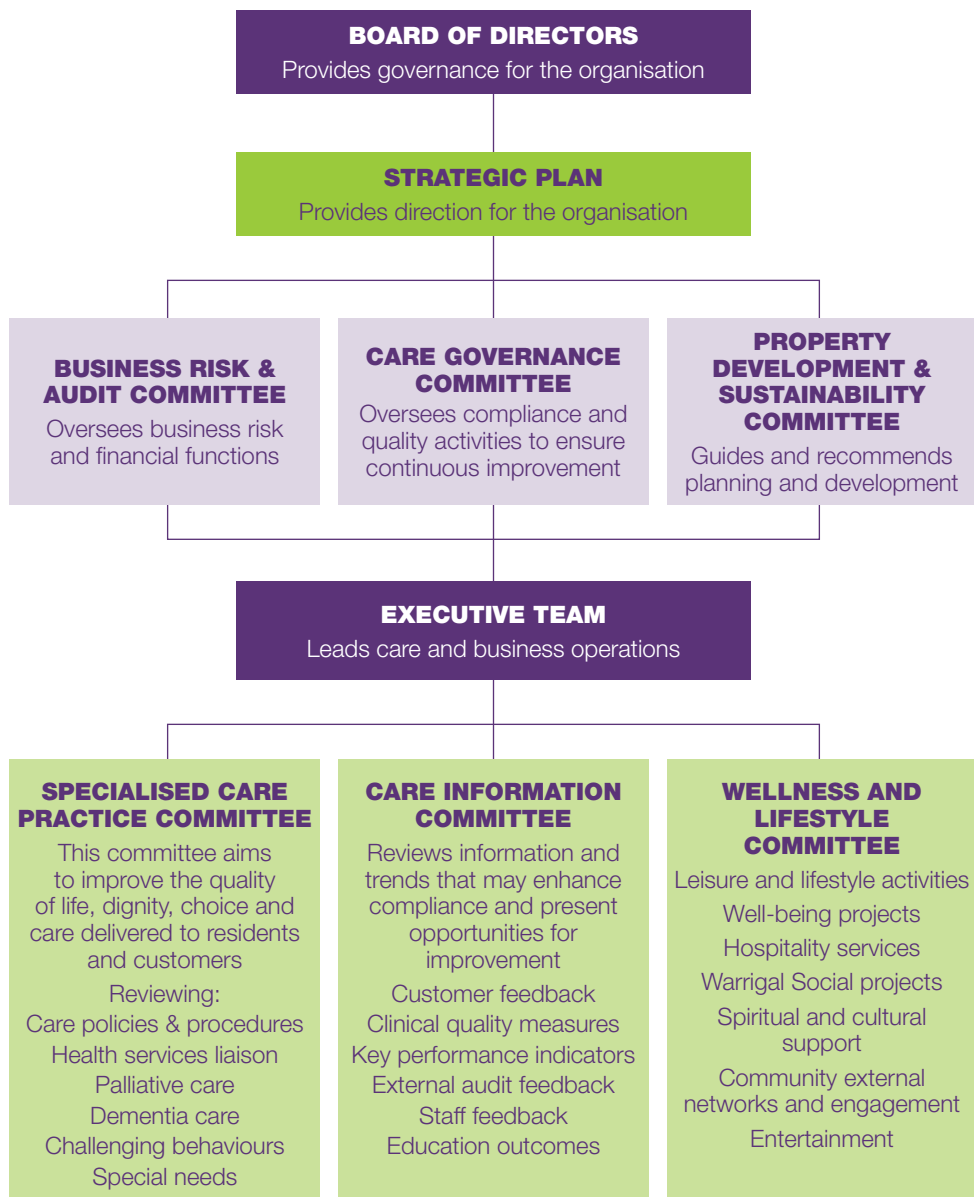 BOARD OF DIRECTORS
Provides governance for the organisation
STRATEGIC PLAN
Provides direction for the organisation
BUSINESS RISK &
AUDIT COMMITTEE
Oversees business risk
and financial functions
CARE GOVERNANCE
COMMITTEE
Oversees compliance and
quality activities to ensure
continuous improvement
PROPERTY
DEVELOPMENT &
SUSTAINABILITY
COMMITTEE
Guides and recommends
planning and development
EXECUTIVE TEAM
Leads care and business operations
SPECIALISED CARE
PRACTICE COMMITTEE
This committee aims
to improve the quality
of life, dignity, choice and
care delivered to residents
and customers
Reviewing:
Care policies & procedures
Health services liaison
Palliative care
Dementia care
Challenging behaviours
Special needs
CARE INFORMATION
COMMITTEE
Reviews information and
trends that may enhance
compliance and present
opportunities for
improvement
Customer feedback
Clinical quality measures
Key performance indicators
External audit feedback
Staff feedback
Education outcomes
WELLNESS AND
LIFESTYLE
COMMITTEE
Leisure and lifestyle activities
Well-being projects
Hospitality services
Warrigal Social projects
Spiritual and cultural
support
Community external
networks and engagement
Entertainment